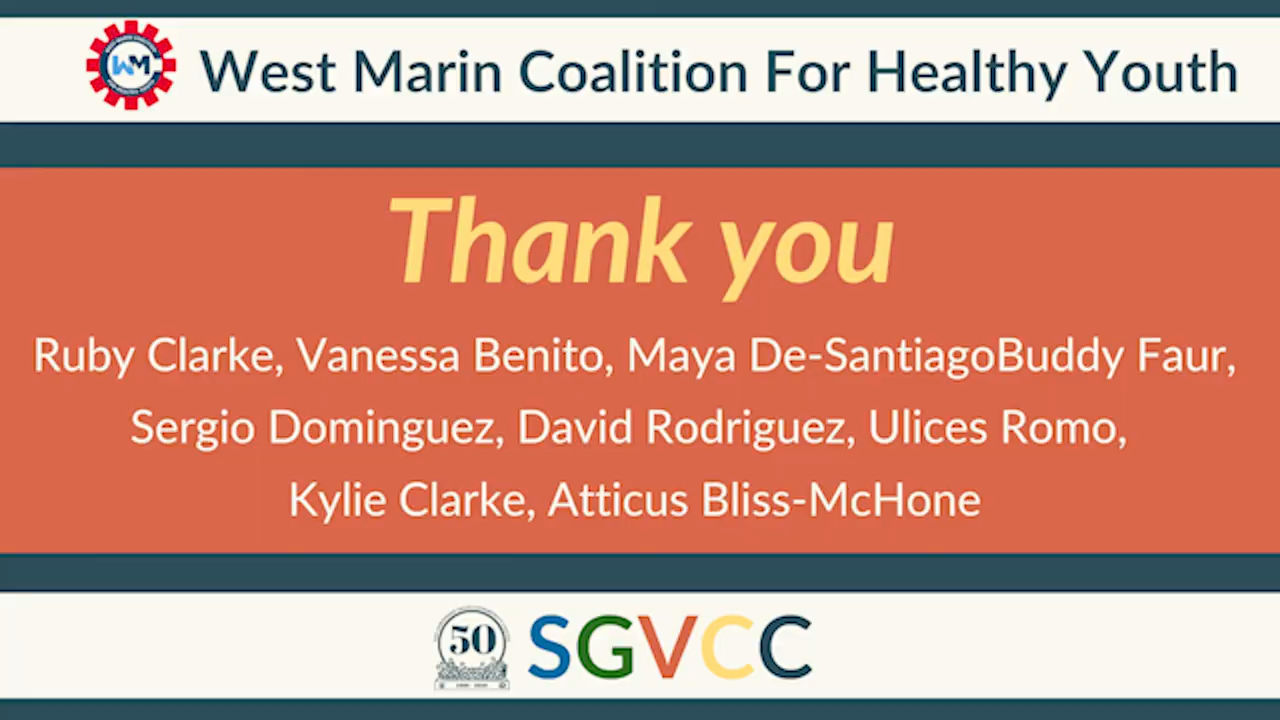 WM
West Marin Coalition For Healthy Youth
Thank you
Ruby Clarke, Vanessa Benito, Maya De-SantiagoBuddy Faur,
Sergio Dominguez, David Rodriguez, Ulices Romo,
Kylie Clarke, Atticus Bliss-McHone
50
SGVCC